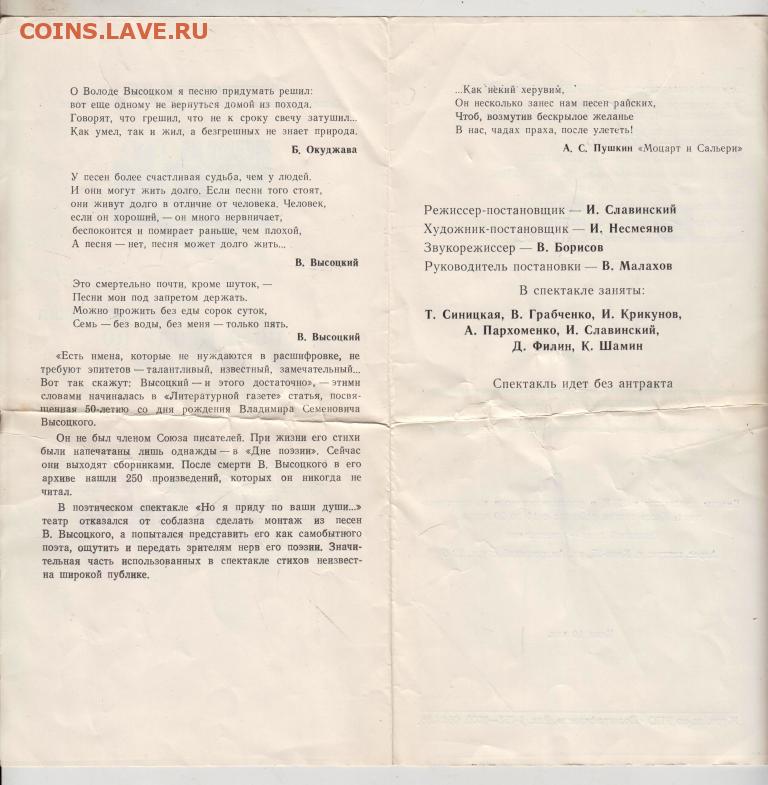 COINS.LAVE.RU
О Володе Высоцком я песню придумать решил:
вот еще одному не вернуться домой из похода.
Говорят, что грешил, что не к сроку свечу затушил...
Как умел, так и жил, а безгрешных не знает природа.
Б. Окуджава
У песен более счастливая судьба, чем у людей.
И они могут жить долго. Если песни того стоят,
они живут долго в отличие от человека. Человек,
если он хороший, — он много нервничает,
беспокоится и помирает раньше, чем плохой,
А песня — нет, песня может долго жить...
В. Высоцкий
Это смертельно почти, кроме шуток, —
Песни мои под запретом держать.
Можно прожить без еды сорок суток,
Семь — без воды, без меня — только пять.
В. Высоцкий
«Есть имена, которые не нуждаются в расшифровке, не
требуют эпитетов — талантливый, известный, замечательный...
Вот так скажут: Высоцкий — и этого достаточно», — этими
словами начиналась в «Литературной газете» статья, посвя-
щенная 50-летию со дня рождения Владимира Семеновича
Высоцкого.
Он не был членом Союза писателей. При жизни его стихи
были напечатаны лишь однажды — в «Дне поэзии». Сейчас
они выходят сборниками. После смерти В. Высоцкого в его
архиве нашли 250 произведений, которых он никогда не
читал.
В поэтическом спектакле «Но я приду по ваши души...»
театр отказался от соблазна сделать монтаж из песен
В. Высоцкого, а попытался представить его как самобытного
поэта, ощутить и передать зрителям нерв его поэзии. Значи-
тельная часть использованных в спектакле стихов неизвест-
на широкой публике.
...Как некий херувим,
Он несколько занес нам песен райских,
Чтоб, возмутив бескрылое желанье
В нас, чадах праха, после улететь!
А. С. Пушкин «Моцарт и Сальери»
Режиссер-постановщик — И. Славинский
Художник-постановщик — И. Несмеянов
Звукорежиссер — В. Борисов
Руководитель постановки — В. Малахов
В спектакле заняты:
Т. Синицкая, В. Грабченко, И. Крикунов,
А. Пархоменко, И. Славинский,
Д. Филин, К. Шамин
Спектакль идет без антракта